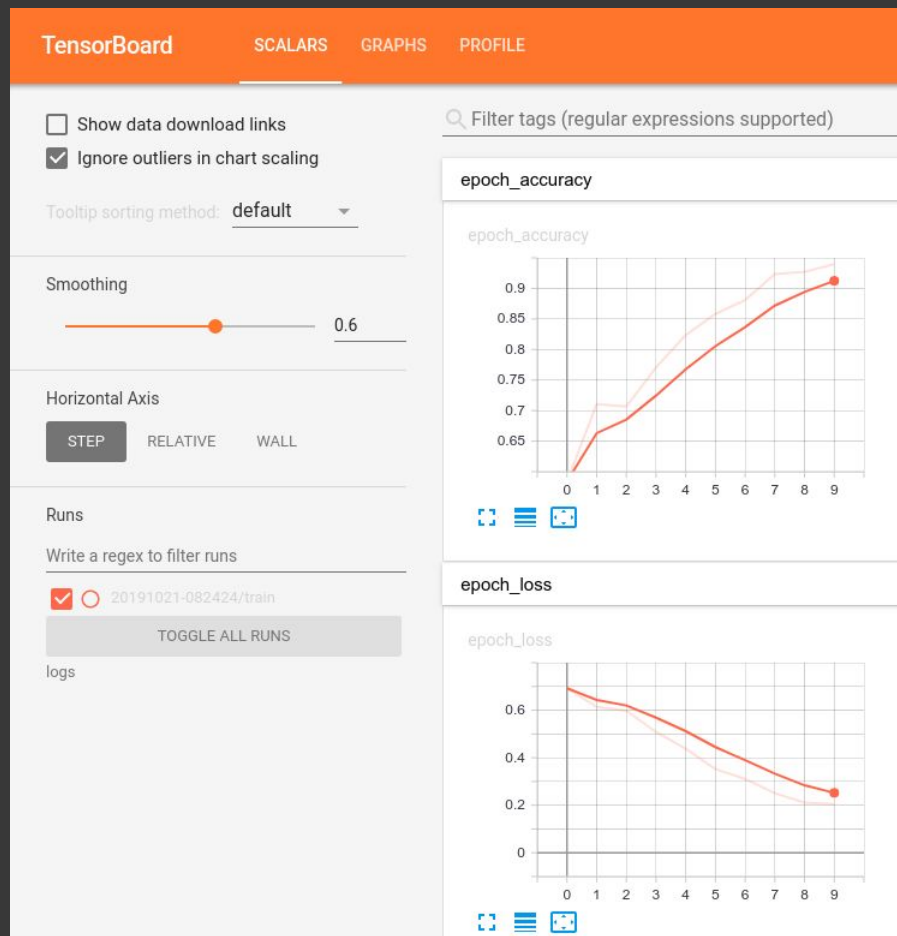 TensorBoard SCALARS GRAPHS PROFILE
Show data download links
Ignore outliers in chart scaling
Tooltip sorting method: default
Smoothing
0.6
Horizontal Axis
STEP RELATIVE WALL
Runs
Write a regex to filter runs
20191021-082424/train
TOGGLE ALL RUNS
logs
Filter tags (regular expressions supported)
epoch_accuracy
epoch_accuracy
0.9
0.85
0.8
0.75
0.7
0.65
0 1 2 3 4 5 6 7 8 9
epoch_loss
epoch_loss
0.6
0.4
0.2
0
0 1 2 3 4 5 6 7 8 9